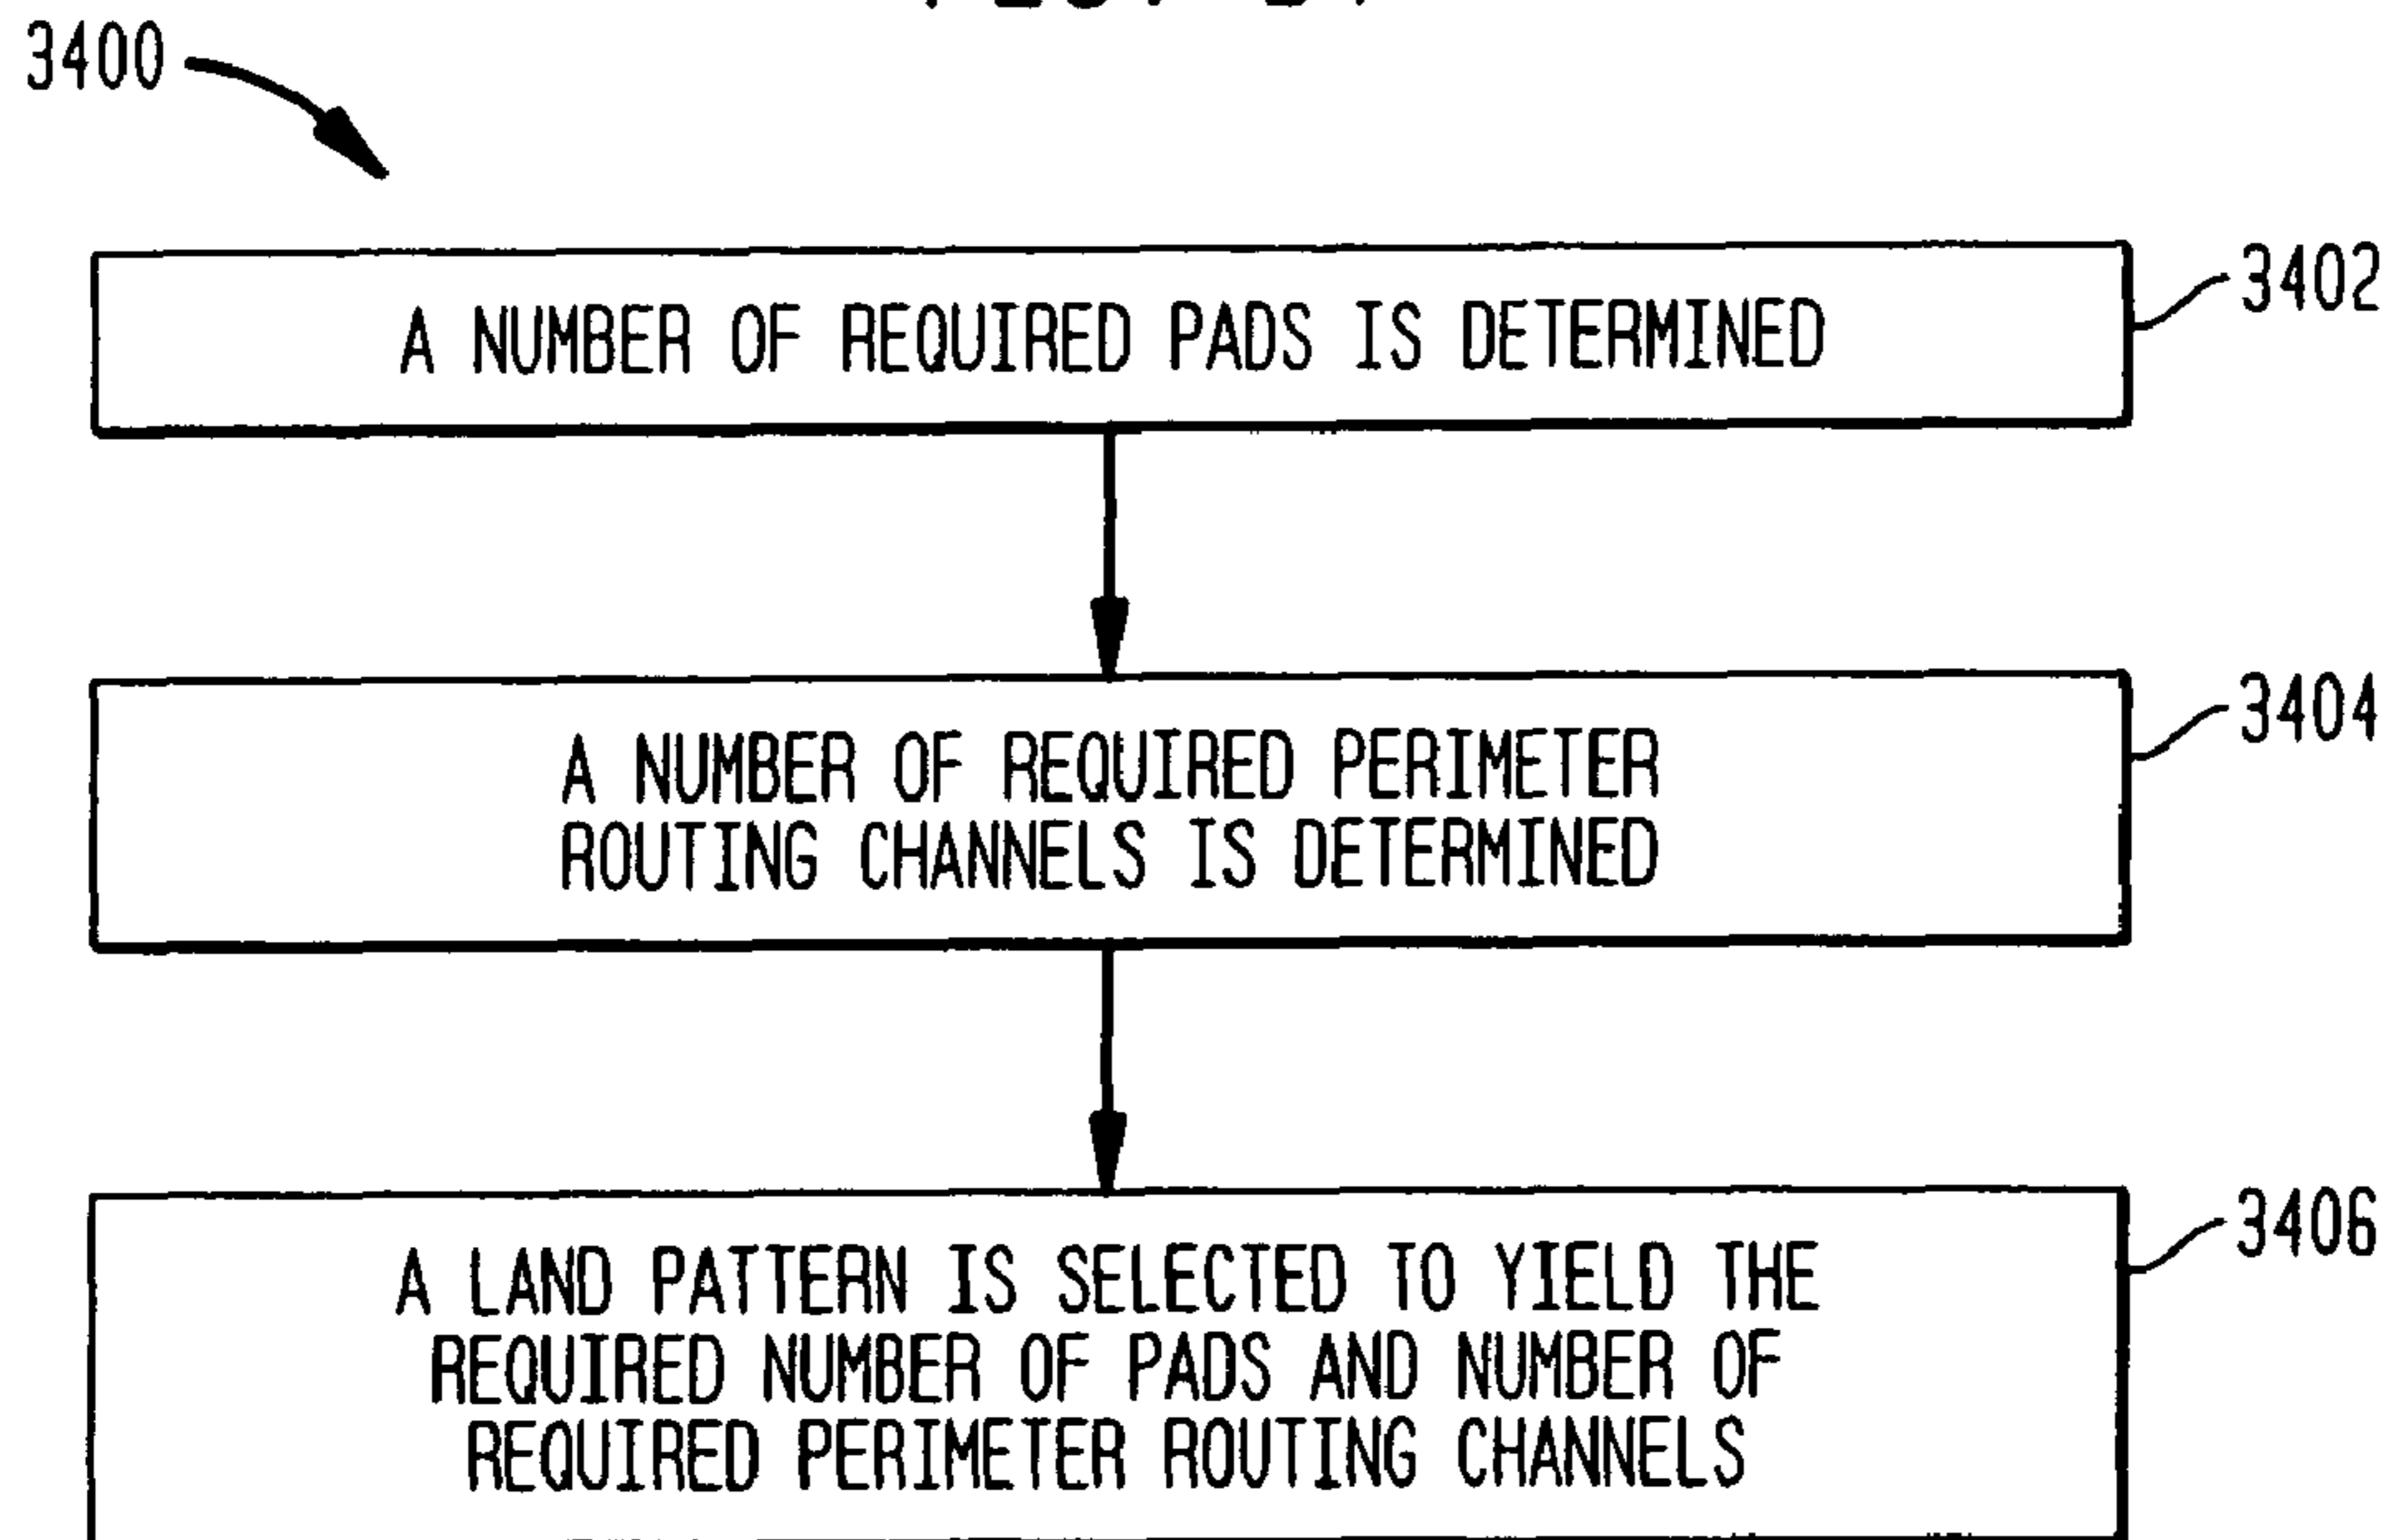 3400
A NUMBER OF REQUIRED PADS IS DETERMINED
3402
A NUMBER OF REQUIRED PERIMETER
ROUTING CHANNELS IS DETERMINED
3404
A LAND PATTERN IS SELECTED TO YIELD THE
REQUIRED NUMBER OF PADS AND NUMBER OF
REQUIRED PERIMETER ROUTING CHANNELS
3406